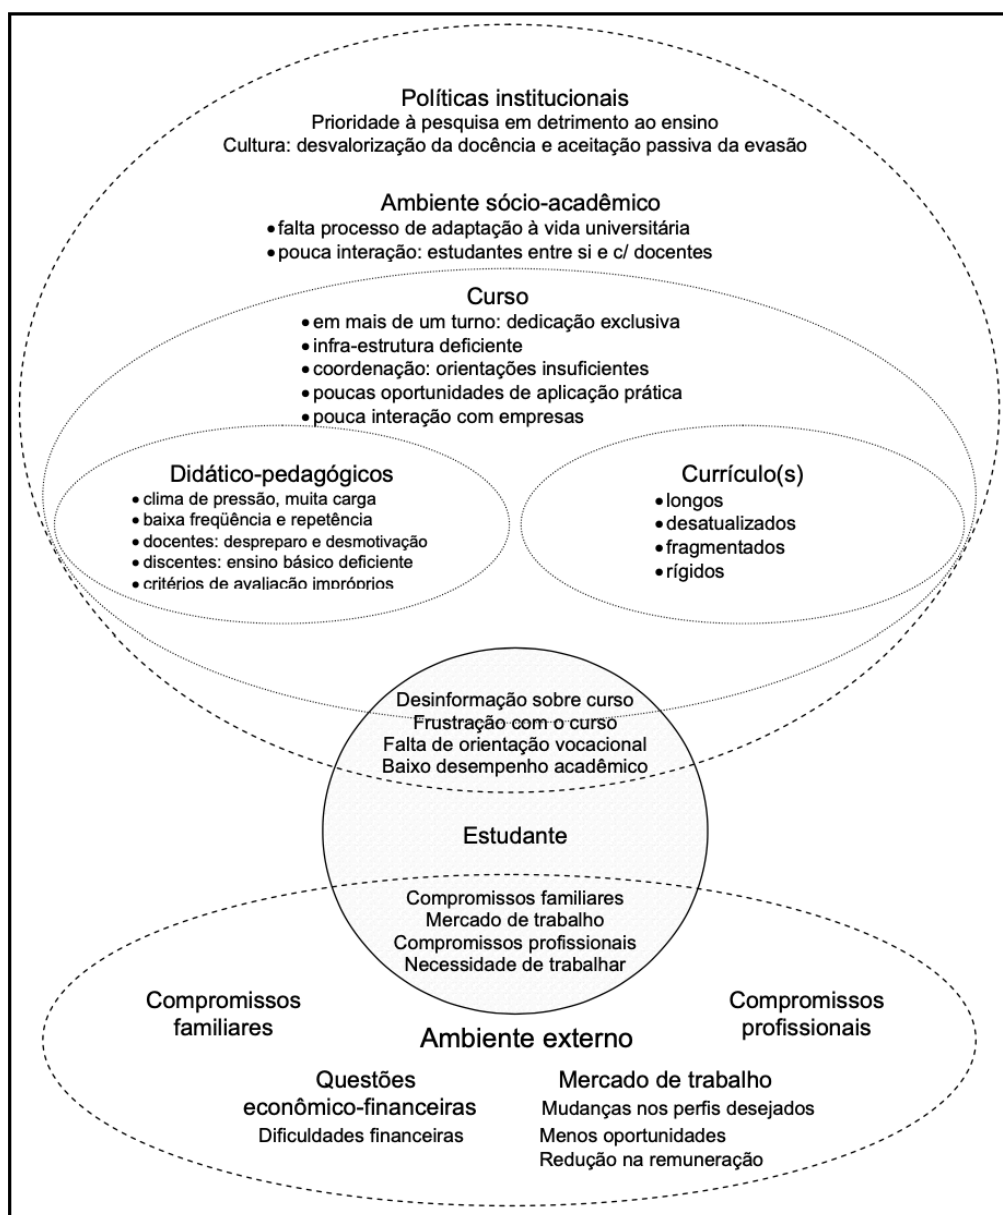 Políticas institucionais
Prioridade à pesquisa em detrimento ao ensino
Cultura: desvalorização da docência e aceitação passiva da evasão
Ambiente sócio-acadêmico
• falta processo de adaptação à vida universitária
• pouca interação: estudantes entre si e c/ docentes
Curso
• em mais de um turno: dedicação exclusiva
• infra-estrutura deficiente
• coordenação: orientações insuficientes
• poucas oportunidades de aplicação prática
• pouca interação com empresas
Didático-pedagógicos
• clima de pressão, muita carga
• baixa freqüência e repetência
• docentes: despreparo e desmotivação
• discentes: ensino básico deficiente
• critérios de avaliação impróprios
Currículo(s)
• longos
• desatualizados
• fragmentados
• rígidos
Desinformação sobre curso
Frustração com o curso
Falta de orientação vocacional
Baixo desempenho acadêmico
Estudante
Compromissos familiares
Mercado de trabalho
Compromissos profissionais
Necessidade de trabalhar
Compromissos
familiares
Compromissos
profissionais
Ambiente externo
Questões
econômico-financeiras
Dificuldades financeiras
Mercado de trabalho
Mudanças nos perfis desejados
Menos oportunidades
Redução na remuneração